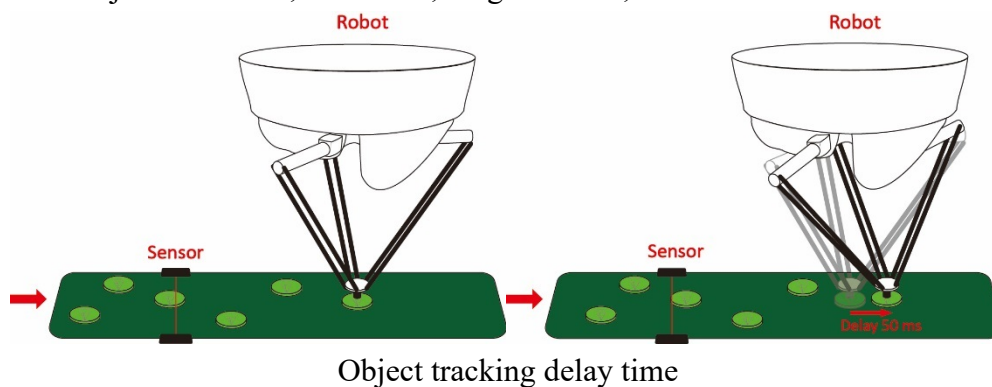 Robot
Robot
Sensor
Sensor
Delay 50 ms
Object tracking delay time